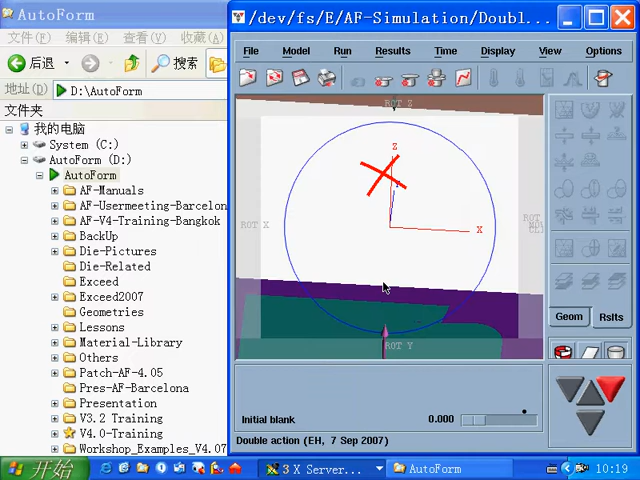 AutoForm
文件(F) 编辑(E) 查看(V) 收藏(A)
后退 搜索
地址(D) D:\AutoForm
文件夹
我的电脑
System (C:)
AutoForm (D:)
AutoForm
AF-Manuals
AF-Usermeeting-Barcelon
AF-V4-Training-Bangkok
BackUp
Die-Pictures
Die-Related
Exceed
Exceed2007
Geometries
Lessons
Material-Library
Others
Patch-AF-4.05
Pres-AF-Barcelona
Presentation
V3.2 Training
V4.0-Training
Workshop_Examples_V4.07
/dev/fs/E/AF-Simulation/Doubl...
File Model Run Results Time Display View Options
ROT Z
Z
ROT X
X
ROT Y
Geom Rslts
Initial blank 0.000
Double action (EH, 7 Sep 2007)
开始 3 X Server... AutoForm 10:19